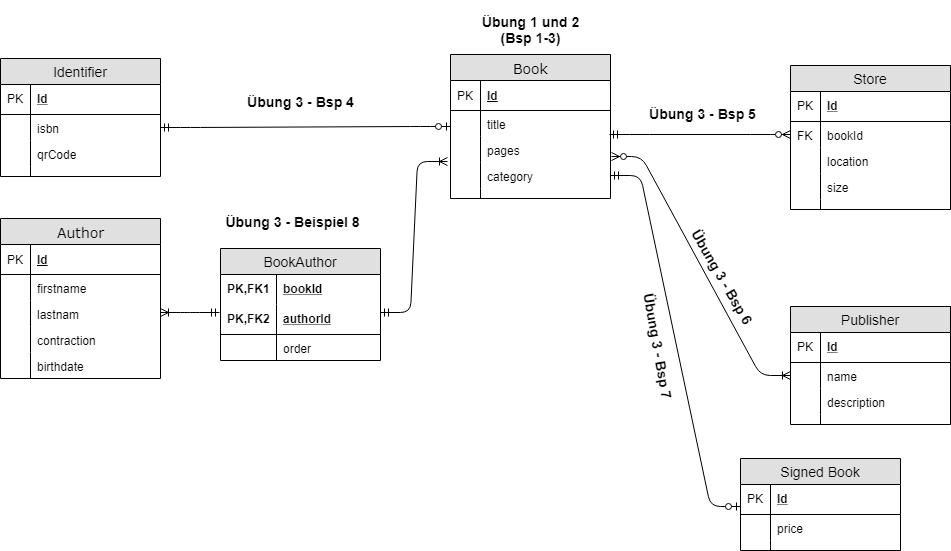 Übung 1 und 2
(Bsp 1-3)
Identifier
PK Id
isbn
qrCode
Übung 3 - Bsp 4
Book
PK Id
title
pages
category
Übung 3 - Bsp 5
Store
PK Id
FK bookId
location
size
Author
PK Id
firstname
lastnam
contraction
birthdate
Übung 3 - Beispiel 8
BookAuthor
PK,FK1 bookId
PK,FK2 authorId
order
Übung 3 - Bsp 6
Übung 3 - Bsp 7
Publisher
PK Id
name
description
Signed Book
PK Id
price